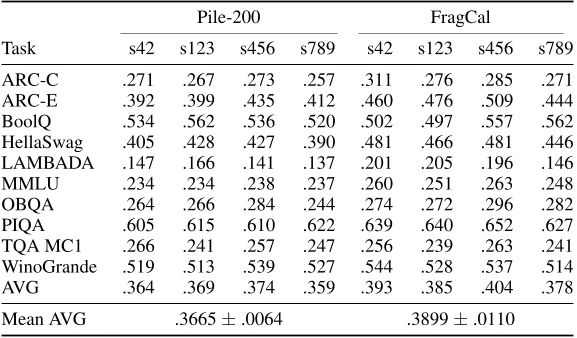 Pile-200 FragCal
Task s42 s123 s456 s789 s42 s123 s456 s789
ARC-C .271 .267 .273 .257 .311 .276 .285 .271
ARC-E .392 .399 .435 .412 .460 .476 .509 .444
BoolQ .534 .562 .536 .520 .502 .497 .557 .562
HellaSwag .405 .428 .427 .390 .481 .466 .481 .446
LAMBADA .147 .166 .141 .137 .201 .205 .196 .146
MMLU .234 .234 .238 .237 .260 .251 .263 .248
OBQA .264 .266 .284 .244 .274 .272 .296 .282
PIQA .605 .615 .610 .622 .639 .640 .652 .627
TQA MC1 .266 .241 .257 .247 .256 .239 .263 .241
WinoGrande .519 .513 .539 .527 .544 .528 .537 .514
AVG .364 .369 .374 .359 .393 .385 .404 .378
Mean AVG .3665 ± .0064 .3899 ± .0110